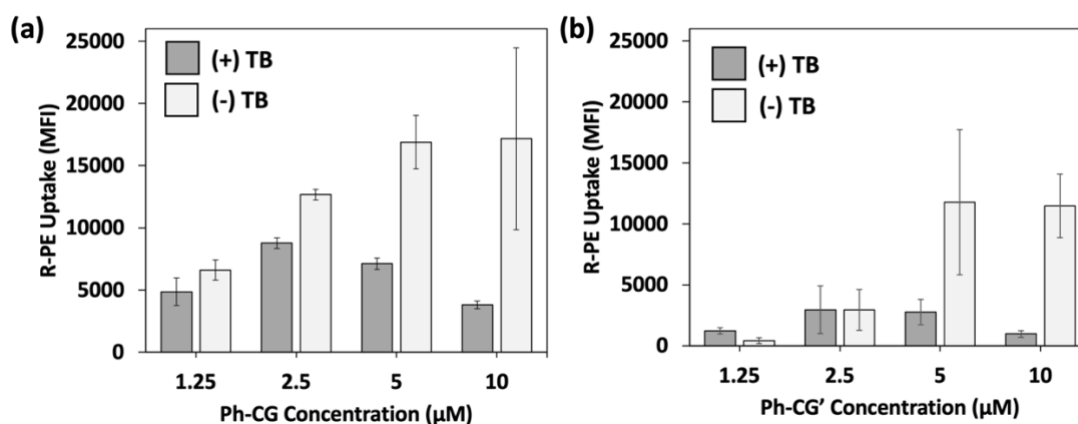 (a)
25000
20000
15000
10000
5000
0
R-PE Uptake (MFI)
(+) TB
(-) TB
1.25 2.5 5 10
Ph-CG Concentration (μM)
(b)
25000
20000
15000
10000
5000
0
R-PE Uptake (MFI)
(+) TB
(-) TB
1.25 2.5 5 10
Ph-CG’ Concentration (μM)